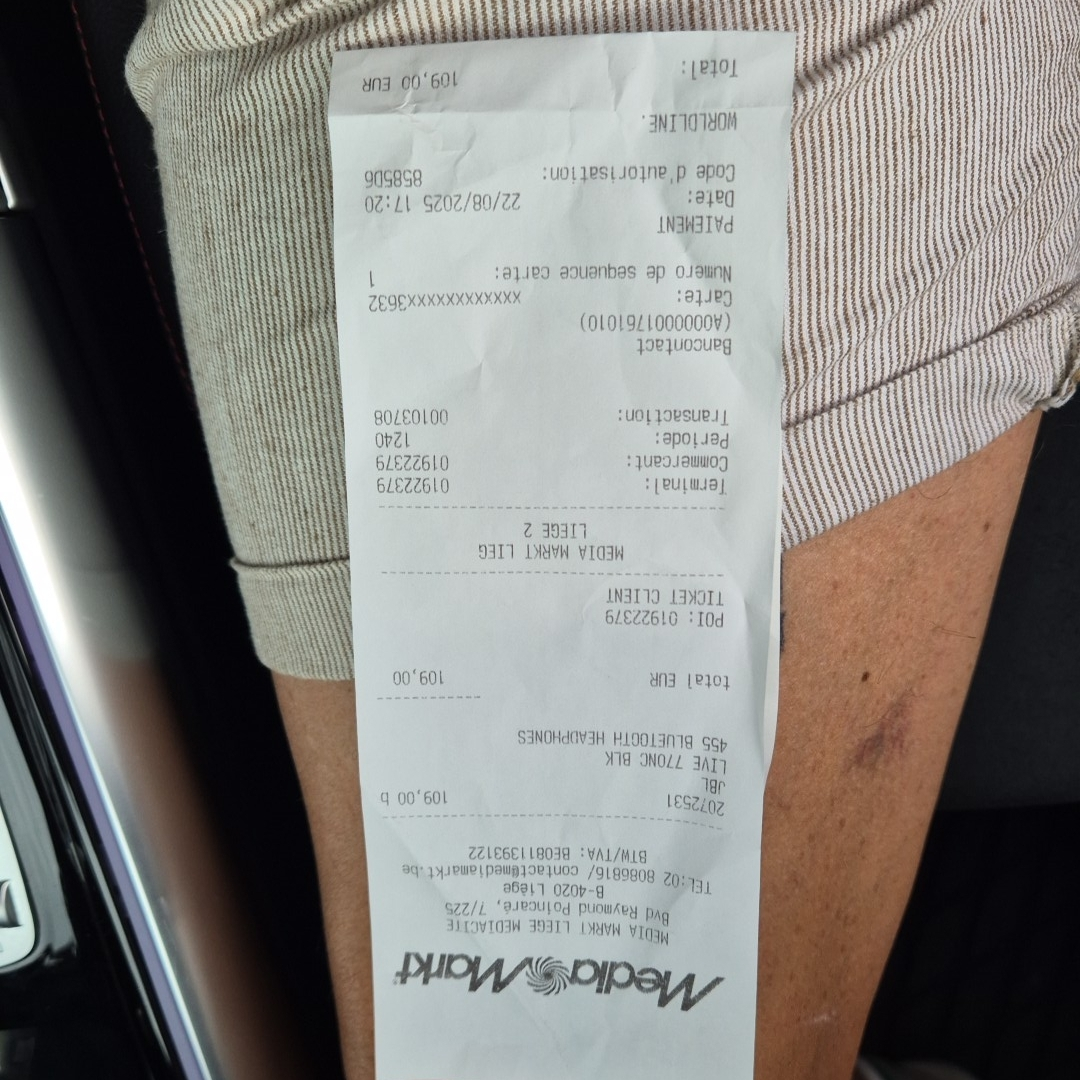 MediaMarkt
MEDIA MARKT LIEGE MEDIACITE
Bvd Raymond Poincaré, 7/225
B-4020 Liège
TEL:02 8086816/ contact@mediamarkt.be
BTW/TVA: BE0811393122
2072531 109,00 b
JBL
LIVE 770NC BLK
455 BLUETOOTH HEADPHONES
total EUR 109,00
POI: 01922379
TICKET CLIENT
MEDIA MARKT LIEG
LIEGE 2
Terminal: 01922379
Commercant: 01922379
Periode: 1240
Transaction: 00103708
Bancontact
(A0000001761010)
Carte: xxxxxxxxxxxxx3632
Numero de sequence carte: 1
PAIEMENT
Date: 22/08/2025 17:20
Code d'autorisation: 8585D6
WORLDLINE.
Total: 109,00 EUR